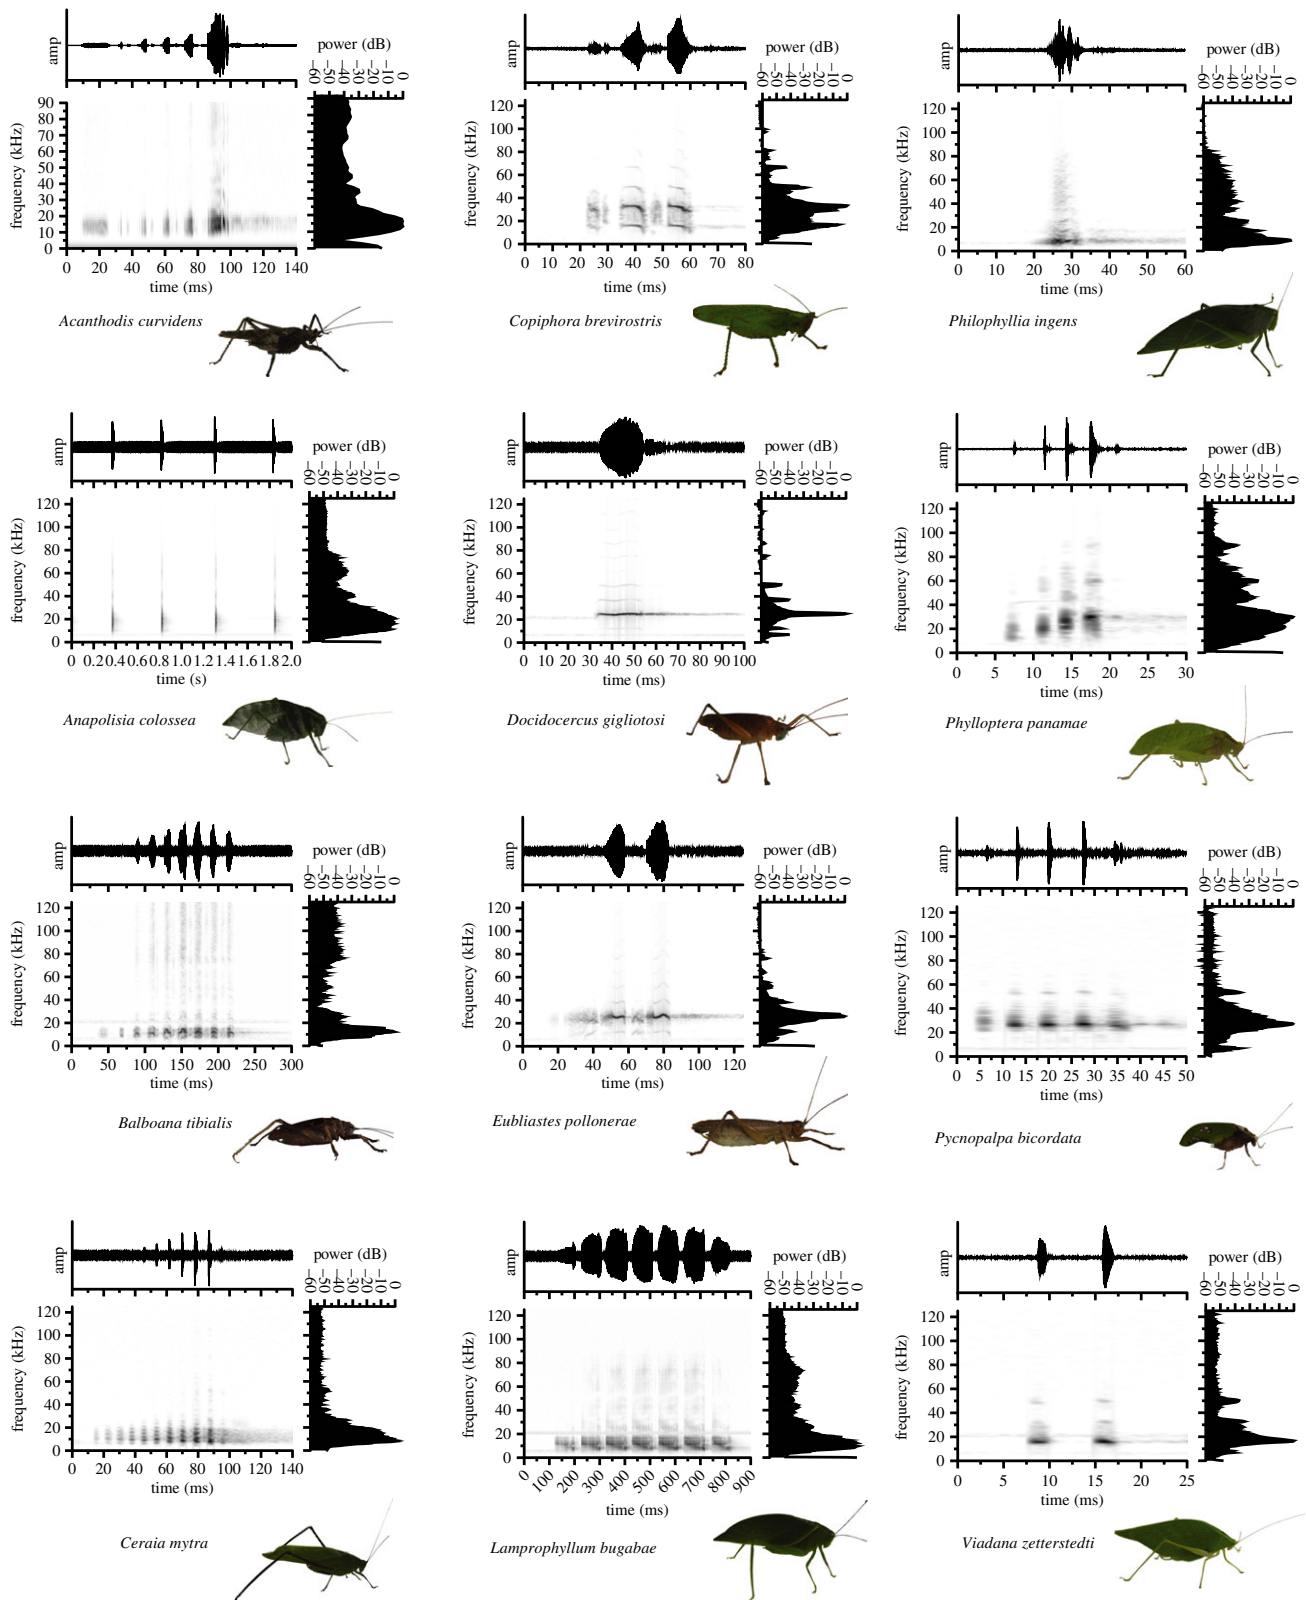 amp
power (dB)
−60 −50 −40 −30 −20 −10 0
frequency (kHz)
90
80
70
60
50
40
30
20
10
0
0 20 40 60 80 100 120 140
time (ms)
Acanthodis curvidens
amp
power (dB)
−60 −50 −40 −30 −20 −10 0
frequency (kHz)
120
100
80
60
40
20
0
0 10 20 30 40 50 60 70 80
time (ms)
Copiphora brevirostris
amp
power (dB)
−60 −50 −40 −30 −20 −10 0
frequency (kHz)
120
100
80
60
40
20
0
0 10 20 30 40 50 60
time (ms)
Philophyllia ingens
amp
power (dB)
−60 −50 −40 −30 −20 −10 0
frequency (kHz)
120
100
80
60
40
20
0
0 0.2 0.4 0.6 0.8 1.0 1.2 1.4 1.6 1.8 2.0
time (s)
Anapolisia colossea
amp
power (dB)
−60 −50 −40 −30 −20 −10 0
frequency (kHz)
120
100
80
60
40
20
0
0 10 20 30 40 50 60 70 80 90 100
time (ms)
Docidocercus gigliotosi
amp
power (dB)
−60 −50 −40 −30 −20 −10 0
frequency (kHz)
120
100
80
60
40
20
0
0 5 10 15 20 25 30
time (ms)
Phylloptera panamae
amp
power (dB)
−60 −50 −40 −30 −20 −10 0
frequency (kHz)
120
100
80
60
40
20
0
0 50 100 150 200 250 300
time (ms)
Balboana tibialis
amp
power (dB)
−60 −50 −40 −30 −20 −10 0
frequency (kHz)
120
100
80
60
40
20
0
0 20 40 60 80 100 120
time (ms)
Eubliastes pollonerae
amp
power (dB)
−60 −50 −40 −30 −20 −10 0
frequency (kHz)
120
100
80
60
40
20
0
0 5 10 15 20 25 30 35 40 45 50
time (ms)
Pycnopalpa bicordata
amp
power (dB)
−60 −50 −40 −30 −20 −10 0
frequency (kHz)
120
100
80
60
40
20
0
0 20 40 60 80 100 120 140
time (ms)
Ceraia mytra
amp
power (dB)
−60 −50 −40 −30 −20 −10 0
frequency (kHz)
120
100
80
60
40
20
0
0 100 200 300 400 500 600 700 800 900
time (ms)
Lamprophyllum bugabae
amp
power (dB)
−60 −50 −40 −30 −20 −10 0
frequency (kHz)
120
100
80
60
40
20
0
0 5 10 15 20 25
time (ms)
Viadana zetterstedti